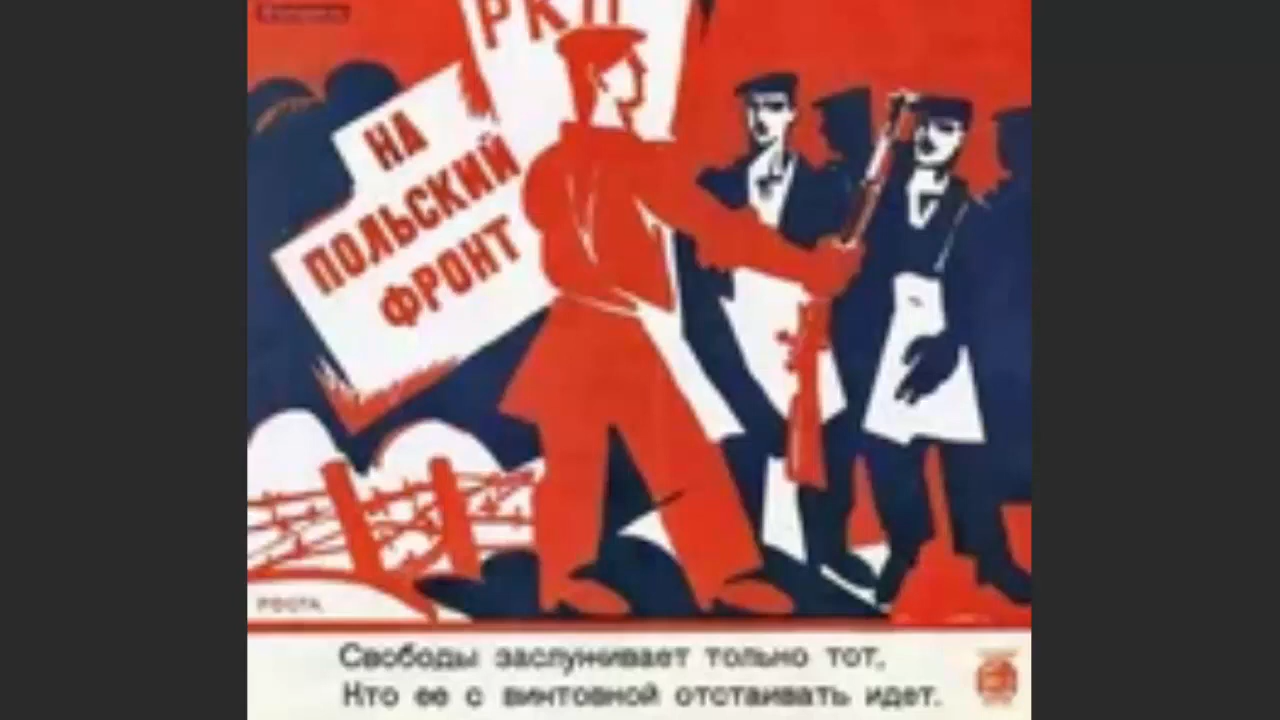 РКП
НА
ПОЛЬСКИЙ
ФРОНТ
РОСТА
Свободы заслуживает только тот,
Кто ее с винтовкой отстаивать идет.